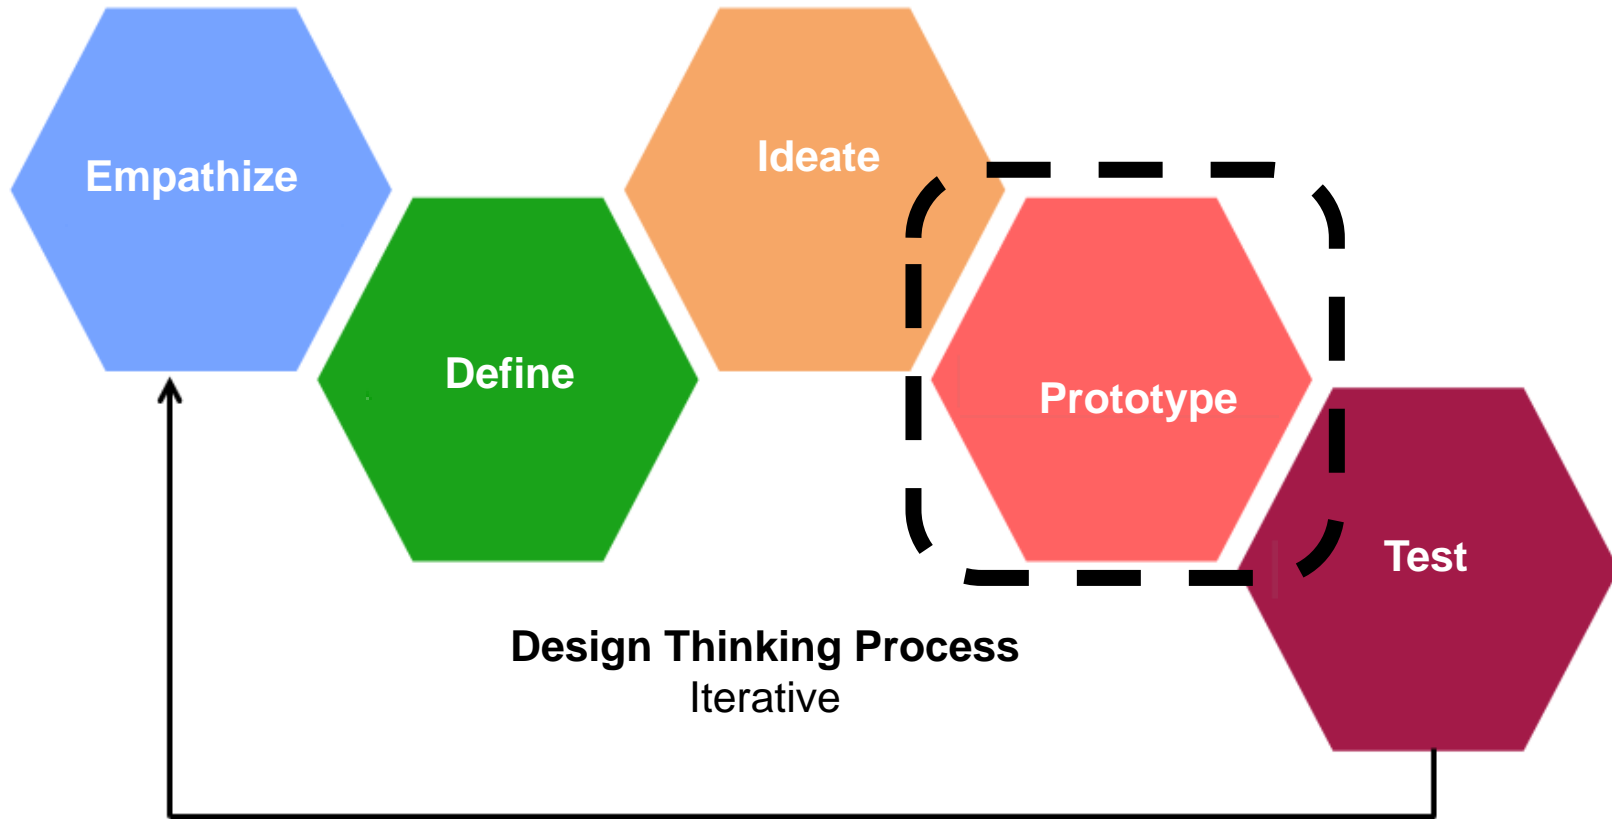 Empathize
Define
Ideate
Prototype
Test
Design Thinking Process
Iterative